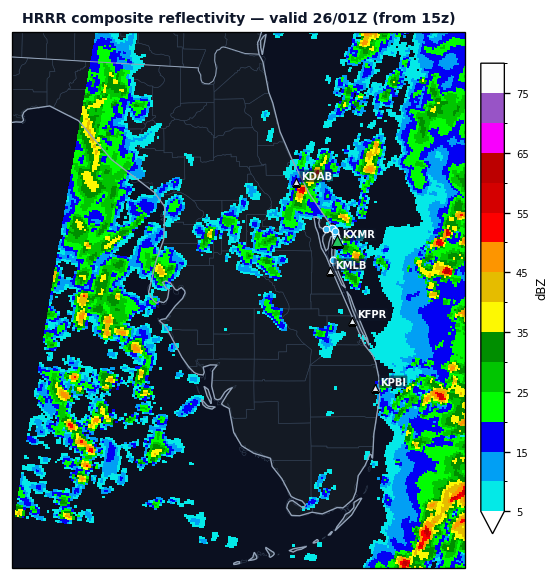 HRRR composite reflectivity — valid 26/01Z (from 15z)
KDAB
KXMR
KMLB
KFPR
KPBI
75
65
55
45
35
25
15
5
dBZ